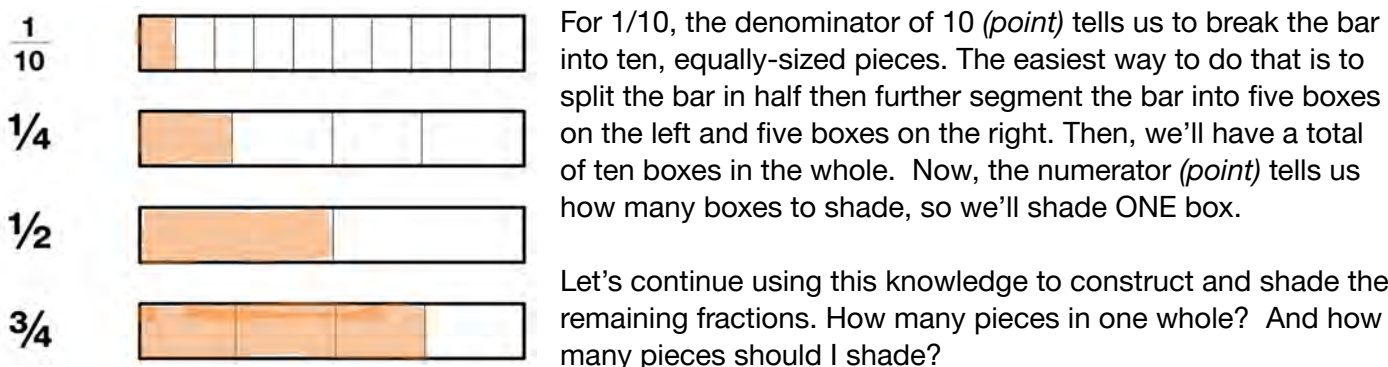 1
10
For 1/10, the denominator of 10 (point) tells us to break the bar
into ten, equally-sized pieces. The easiest way to do that is to
split the bar in half then further segment the bar into five boxes
on the left and five boxes on the right. Then, we’ll have a total
of ten boxes in the whole.  Now, the numerator (point) tells us
how many boxes to shade, so we’ll shade ONE box.
¼
½
¾
Let’s continue using this knowledge to construct and shade the
remaining fractions. How many pieces in one whole?  And how
many pieces should I shade?